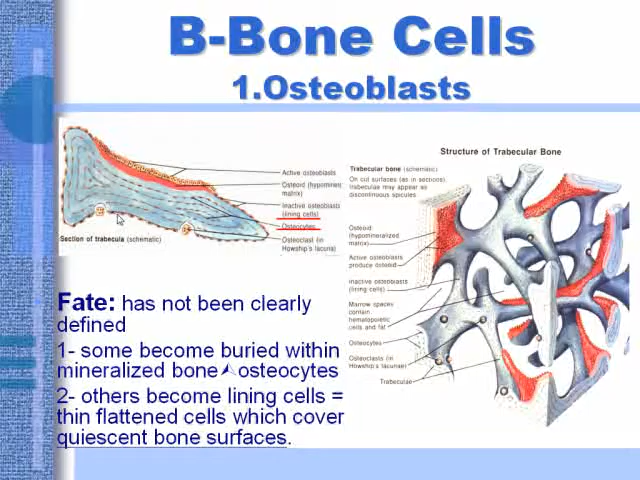 B-Bone Cells
1.Osteoblasts
Active osteoblasts
Osteoid (hypomineral
matrix)
Inactive osteoblasts
(lining cells)
Osteocytes
Osteoclast (in
Howship's lacuna)
Section of trabecula (schematic)
Structure of Trabecular Bone
Trabecular bone (schematic)
On cut surfaces (as in sections),
trabeculae may appear as
discontinuous spicules
Osteoid
(hypomineralized
matrix)
Active osteoblasts
produce osteoid
Inactive osteoblasts
(lining cells)
Marrow spaces
contain
hematopoietic
cells and fat
Osteocytes
Osteoclasts (in
Howship's lacunae)
Trabeculae
Fate: has not been clearly
defined
1- some become buried within
mineralized bone osteocytes
2- others become lining cells =
thin flattened cells which cover
quiescent bone surfaces.